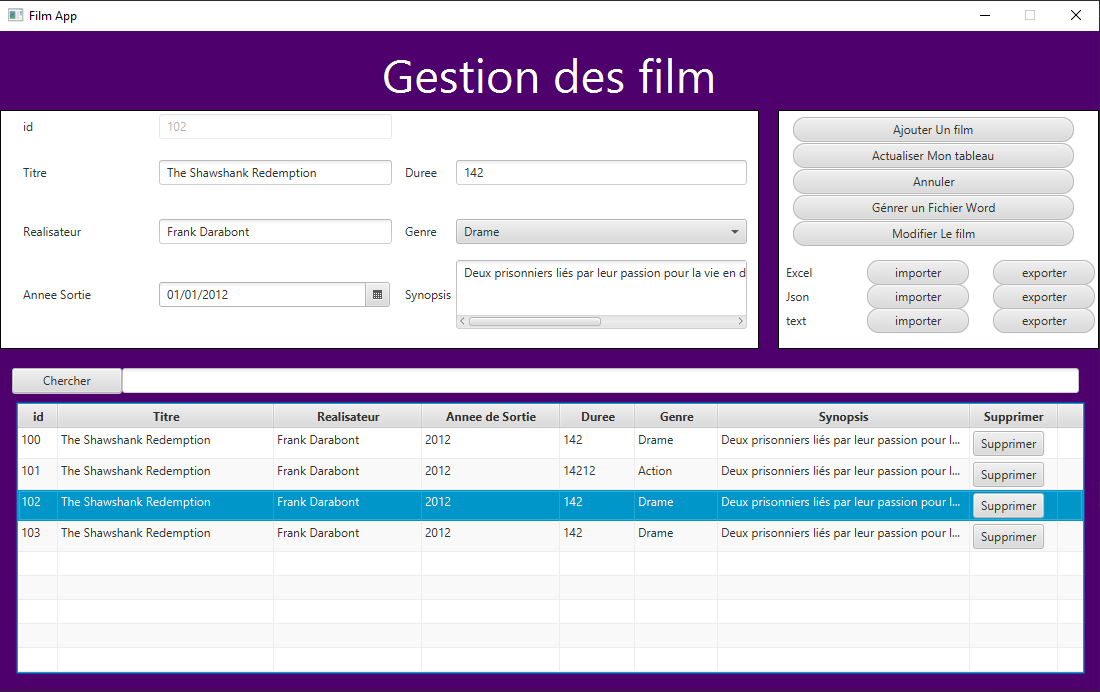 Film App
Gestion des film
id 102
Titre The Shawshank Redemption Duree 142
Realisateur Frank Darabont Genre Drame
Annee Sortie 01/01/2012 Synopsis Deux prisonniers liés par leur passion pour la vie en d
Ajouter Un film
Actualiser Mon tableau
Annuler
Génrer un Fichier Word
Modifier Le film
Excel importer exporter
Json importer exporter
text importer exporter
Chercher
id Titre Realisateur Annee de Sortie Duree Genre Synopsis Supprimer
100 The Shawshank Redemption Frank Darabont 2012 142 Drame Deux prisonniers liés par leur passion pour l... Supprimer
101 The Shawshank Redemption Frank Darabont 2012 14212 Action Deux prisonniers liés par leur passion pour l... Supprimer
102 The Shawshank Redemption Frank Darabont 2012 142 Drame Deux prisonniers liés par leur passion pour l... Supprimer
103 The Shawshank Redemption Frank Darabont 2012 142 Drame Deux prisonniers liés par leur passion pour l... Supprimer